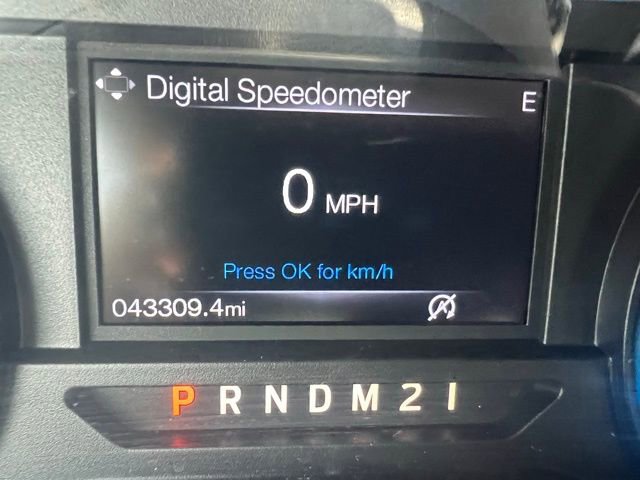 Digital Speedometer
E
0 MPH
Press OK for km/h
043309.4mi
P R N D M 2 1